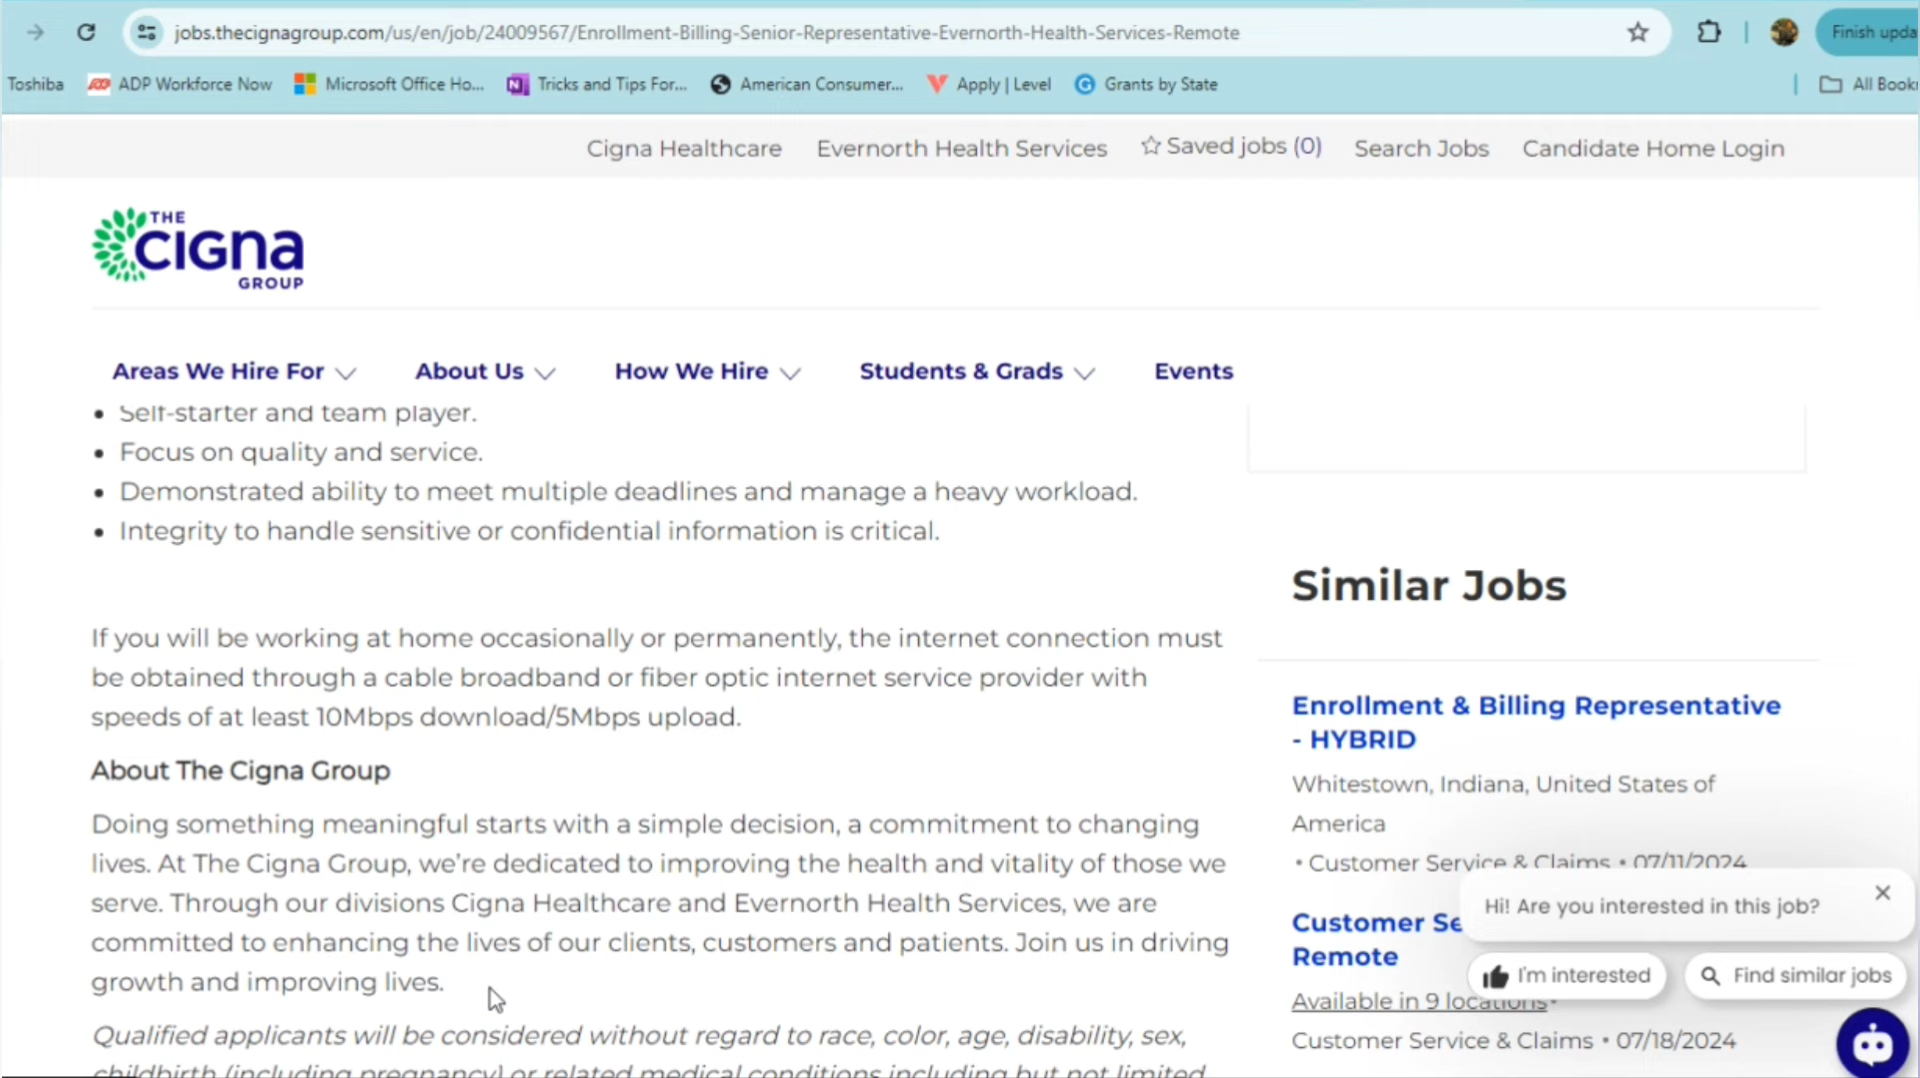 jobs.thecignagroup.com/us/en/job/24009567/Enrollment-Billing-Senior-Representative-Evernorth-Health-Services-Remote
Finish upda
Toshiba ADP Workforce Now Microsoft Office Ho... Tricks and Tips For... American Consumer... Apply | Level Grants by State All Book
Cigna Healthcare Evernorth Health Services Saved jobs (0) Search Jobs Candidate Home Login
THE
cigna
GROUP
Areas We Hire For About Us How We Hire Students & Grads Events
• Self-starter and team player.
• Focus on quality and service.
• Demonstrated ability to meet multiple deadlines and manage a heavy workload.
• Integrity to handle sensitive or confidential information is critical.
If you will be working at home occasionally or permanently, the internet connection must
be obtained through a cable broadband or fiber optic internet service provider with
speeds of at least 10Mbps download/5Mbps upload.
About The Cigna Group
Doing something meaningful starts with a simple decision, a commitment to changing
lives. At The Cigna Group, we're dedicated to improving the health and vitality of those we
serve. Through our divisions Cigna Healthcare and Evernorth Health Services, we are
committed to enhancing the lives of our clients, customers and patients. Join us in driving
growth and improving lives.
Qualified applicants will be considered without regard to race, color, age, disability, sex,
childbirth (including pregnancy) or related medical conditions including but not limited
Similar Jobs
Enrollment & Billing Representative
- HYBRID
Whitestown, Indiana, United States of
America
• Customer Service & Claims • 07/11/2024
Customer Se
Remote
Available in 9 locations •
Customer Service & Claims • 07/18/2024
Hi! Are you interested in this job?
I'm interested
Find similar jobs